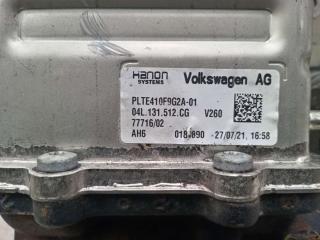 Hanon
SYSTEMS
Volkswagen AG
PLTE410F9G2A-01
04L.131.512.CG V260
77716/02
AH6 018J890 27/07/21, 16:58